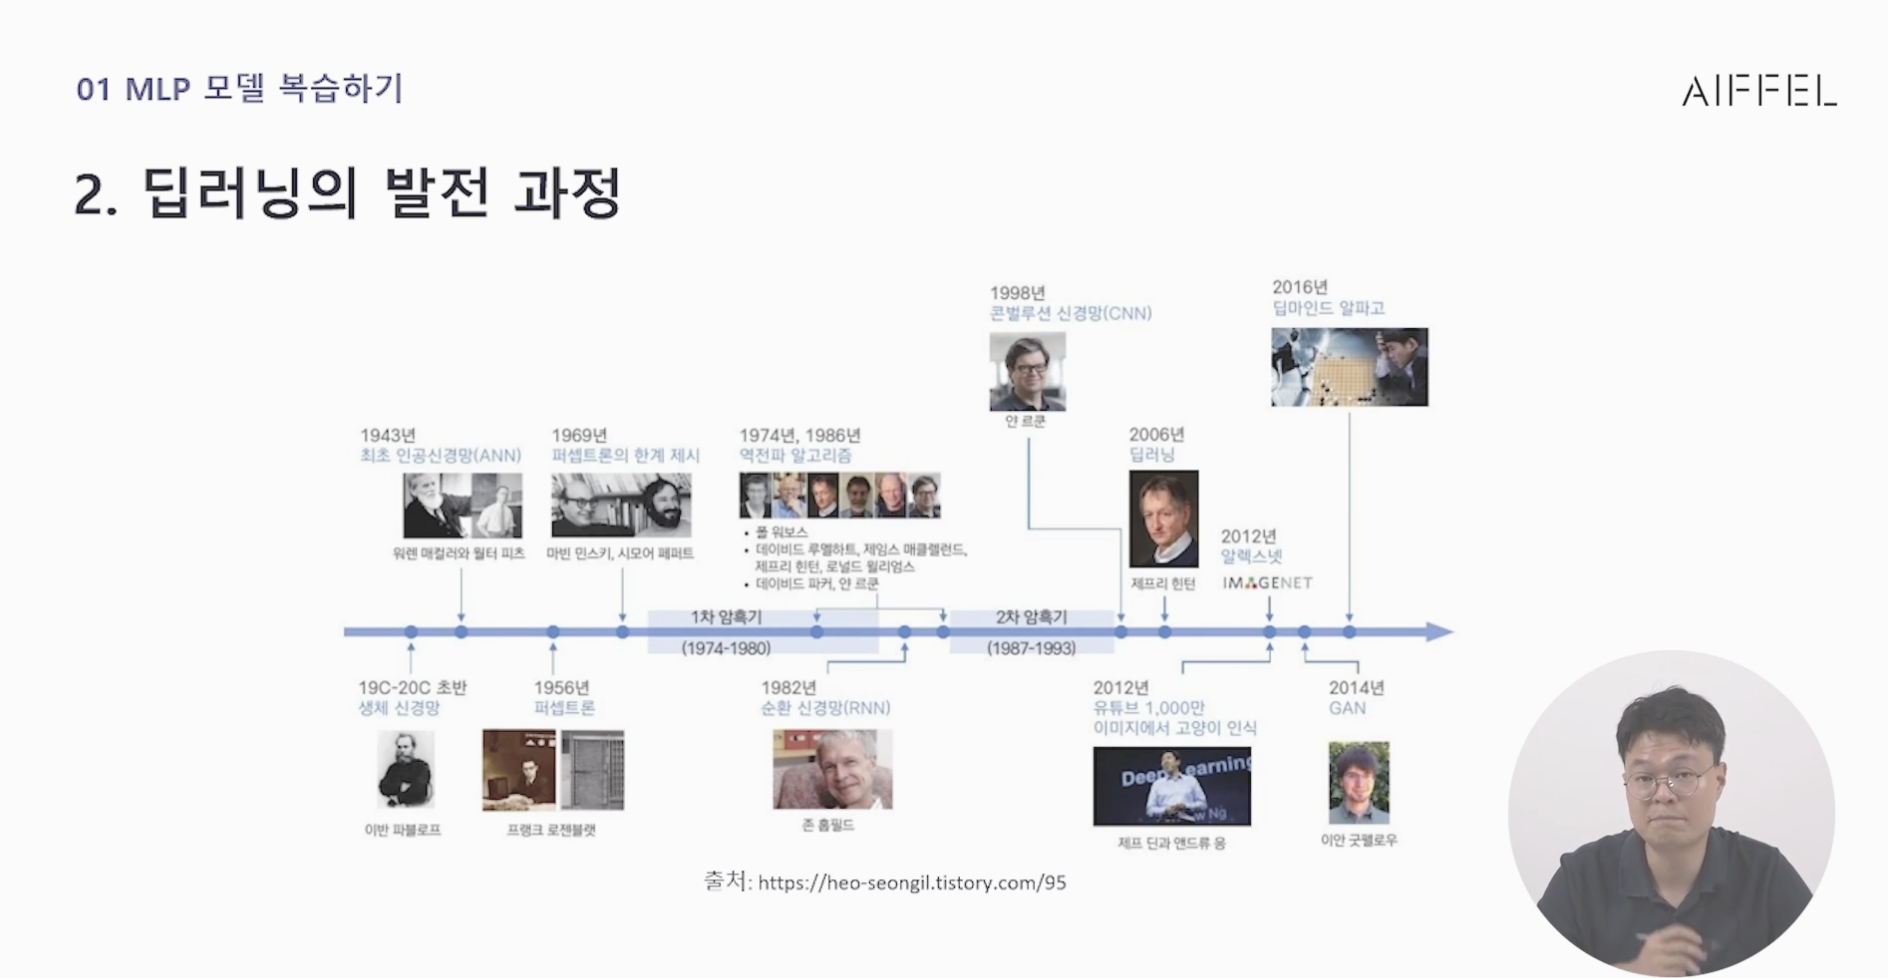 01 MLP 모델 복습하기
AIFFEL
2. 딥러닝의 발전 과정
1943년
최초 인공신경망(ANN)
워렌 매컬러와 월터 피츠
1969년
퍼셉트론의 한계 제시
마빈 민스키, 시모어 페퍼트
1974년, 1986년
역전파 알고리즘
• 폴 워보스
• 데이비드 루멜하트, 제임스 매클렐런드,
제프리 힌턴, 로널드 윌리엄스
• 데이비드 파커, 얀 르쿤
1998년
콘벌루션 신경망(CNN)
얀 르쿤
2006년
딥러닝
제프리 힌턴
2012년
알렉스넷
IMAGENET
2016년
딥마인드 알파고
1차 암흑기
(1974-1980)
2차 암흑기
(1987-1993)
19C-20C 초반
생체 신경망
이반 파블로프
1956년
퍼셉트론
프랭크 로젠블랫
1982년
순환 신경망(RNN)
존 홉필드
2012년
유튜브 1,000만
이미지에서 고양이 인식
Deep Learning
w Ng
제프 딘과 앤드류 응
2014년
GAN
이안 굿펠로우
출처: https://heo-seongil.tistory.com/95